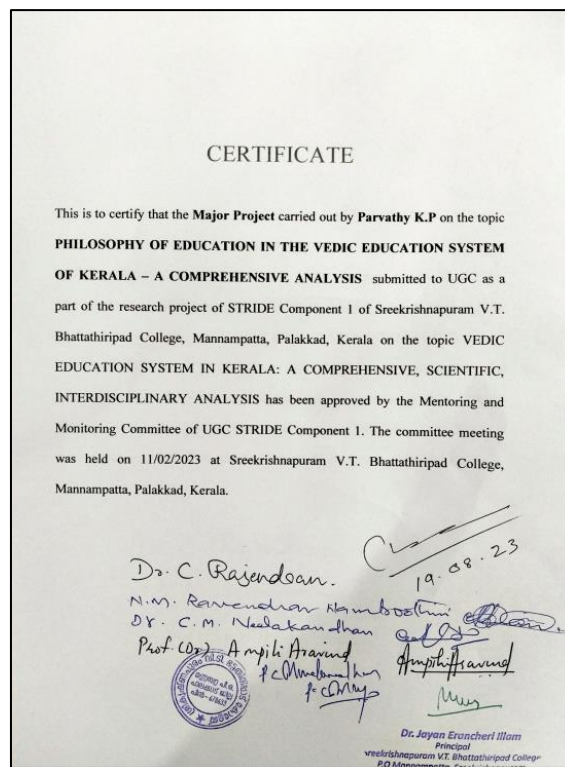 CERTIFICATE
This is to certify that the Major Project carried out by Parvathy K.P on the topic
PHILOSOPHY OF EDUCATION IN THE VEDIC EDUCATION SYSTEM
OF KERALA – A COMPREHENSIVE ANALYSIS submitted to UGC as a
part of the research project of STRIDE Component 1 of Sreekrishnapuram V.T.
Bhattathiripad College, Mannampatta, Palakkad, Kerala on the topic VEDIC
EDUCATION SYSTEM IN KERALA: A COMPREHENSIVE, SCIENTIFIC,
INTERDISCIPLINARY ANALYSIS has been approved by the Mentoring and
Monitoring Committee of UGC STRIDE Component 1. The committee meeting
was held on 11/02/2023 at Sreekrishnapuram V.T. Bhattathiripad College,
Mannampatta, Palakkad, Kerala.
19.08.23
Dr. C. Rajendran.
N.M. Ravendran Namboothiri
Dr. C.M. Neelakandhan
Prof. (Dr) Ampili Aravind
Ampili Aravind
Dr. Jayan Erancheri Illam
Principal
Sreekrishnapuram V.T. Bhattathiripad College